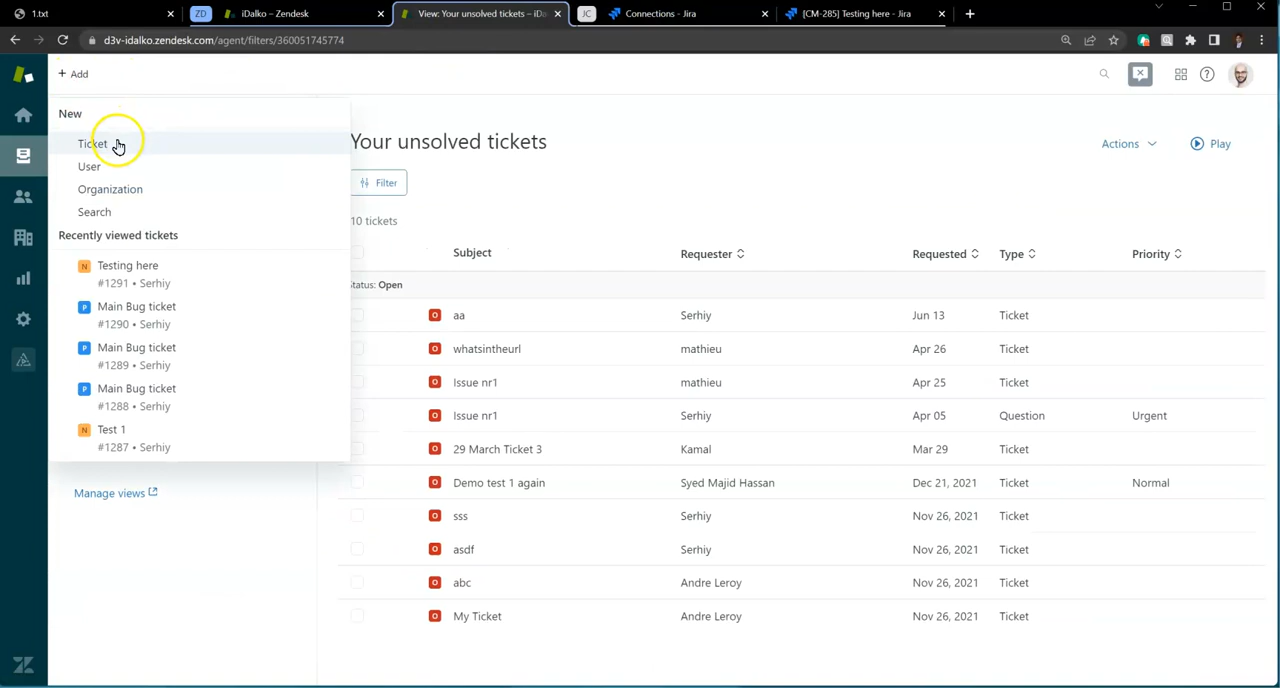 1.txt
ZD
iDalko – Zendesk
View: Your unsolved tickets – iDa
JC
Connections - Jira
[CM-285] Testing here - Jira
d3v-idalko.zendesk.com/agent/filters/360051745774
+ Add
New
Ticket
User
Organization
Search
Recently viewed tickets
N Testing here
#1291 • Serhiy
P Main Bug ticket
#1290 • Serhiy
P Main Bug ticket
#1289 • Serhiy
P Main Bug ticket
#1288 • Serhiy
N Test 1
#1287 • Serhiy
Manage views
Your unsolved tickets
Actions
Play
Filter
10 tickets
Subject Requester Requested Type Priority
Status: Open
O aa Serhiy Jun 13 Ticket
O whatsintheurl mathieu Apr 26 Ticket
O Issue nr1 mathieu Apr 25 Ticket
O Issue nr1 Serhiy Apr 05 Question Urgent
O 29 March Ticket 3 Kamal Mar 29 Ticket
O Demo test 1 again Syed Majid Hassan Dec 21, 2021 Ticket Normal
O sss Serhiy Nov 26, 2021 Ticket
O asdf Serhiy Nov 26, 2021 Ticket
O abc Andre Leroy Nov 26, 2021 Ticket
O My Ticket Andre Leroy Nov 26, 2021 Ticket